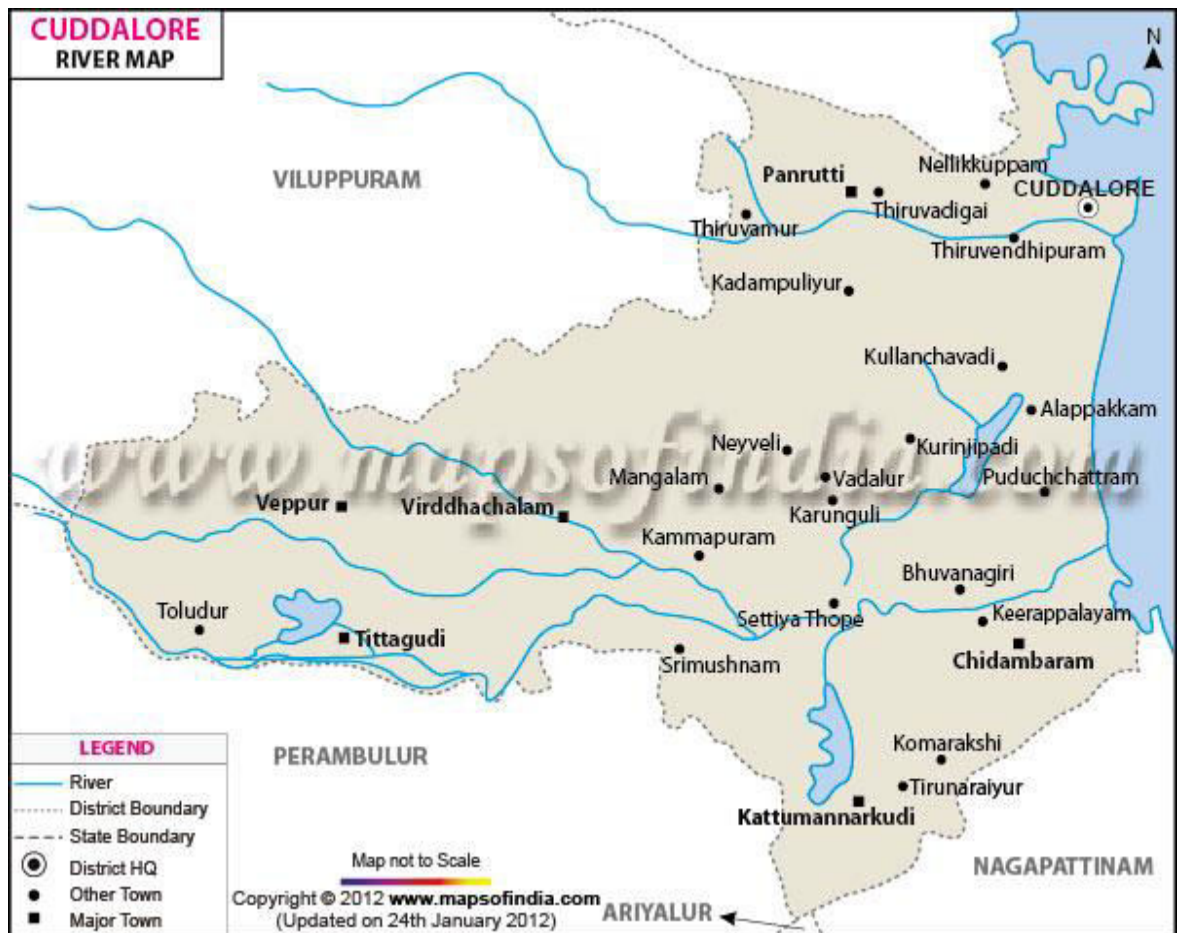 CUDDALORE
RIVER MAP
N
VILUPPURAM
Panrutti
Nellikkuppam
CUDDALORE
Thiruvadigai
Thiruvamur
Thiruvendhipuram
Kadampuliyur
Kullanchavadi
Alappakkam
www.mapsofindia.com
Neyveli
Kurinjipadi
Mangalam
Vadalur
Puduchchattram
Veppur
Virddhachalam
Karunguli
Kammapuram
Bhuvanagiri
Toludur
Settiya Thope
Keerappalayam
Tittagudi
Srimushnam
Chidambaram
PERAMBULUR
Komarakshi
Tirunaraiyur
Kattumannarkudi
NAGAPATTINAM
ARIYALUR
LEGEND
River
District Boundary
State Boundary
District HQ
Other Town
Major Town
Map not to Scale
Copyright © 2012 www.mapsofindia.com
(Updated on 24th January 2012)